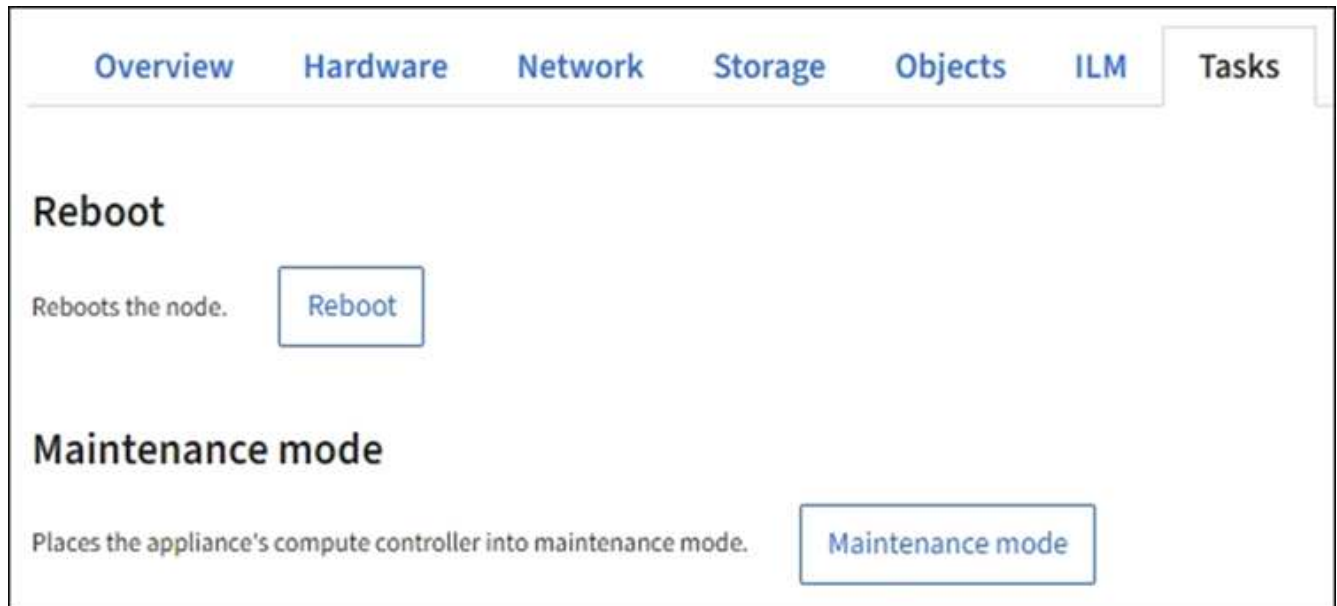 Overview Hardware Network Storage Objects ILM Tasks
Reboot
Reboots the node. Reboot
Maintenance mode
Places the appliance's compute controller into maintenance mode. Maintenance mode